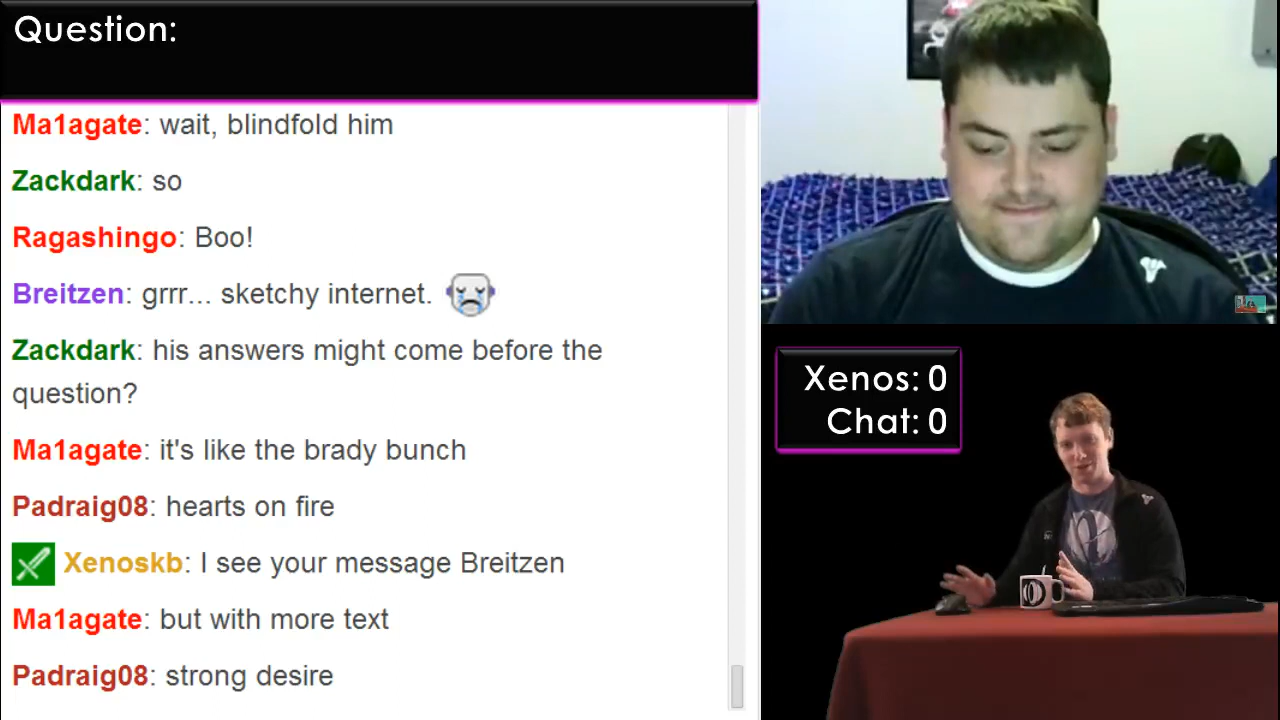 Question:
Ma1agate: wait, blindfold him
Zackdark: so
Ragashingo: Boo!
Breitzen: grrr... sketchy internet.
Zackdark: his answers might come before the
question?
Ma1agate: it's like the brady bunch
Padraig08: hearts on fire
Xenoskb: I see your message Breitzen
Ma1agate: but with more text
Padraig08: strong desire
Xenos: 0
Chat: 0